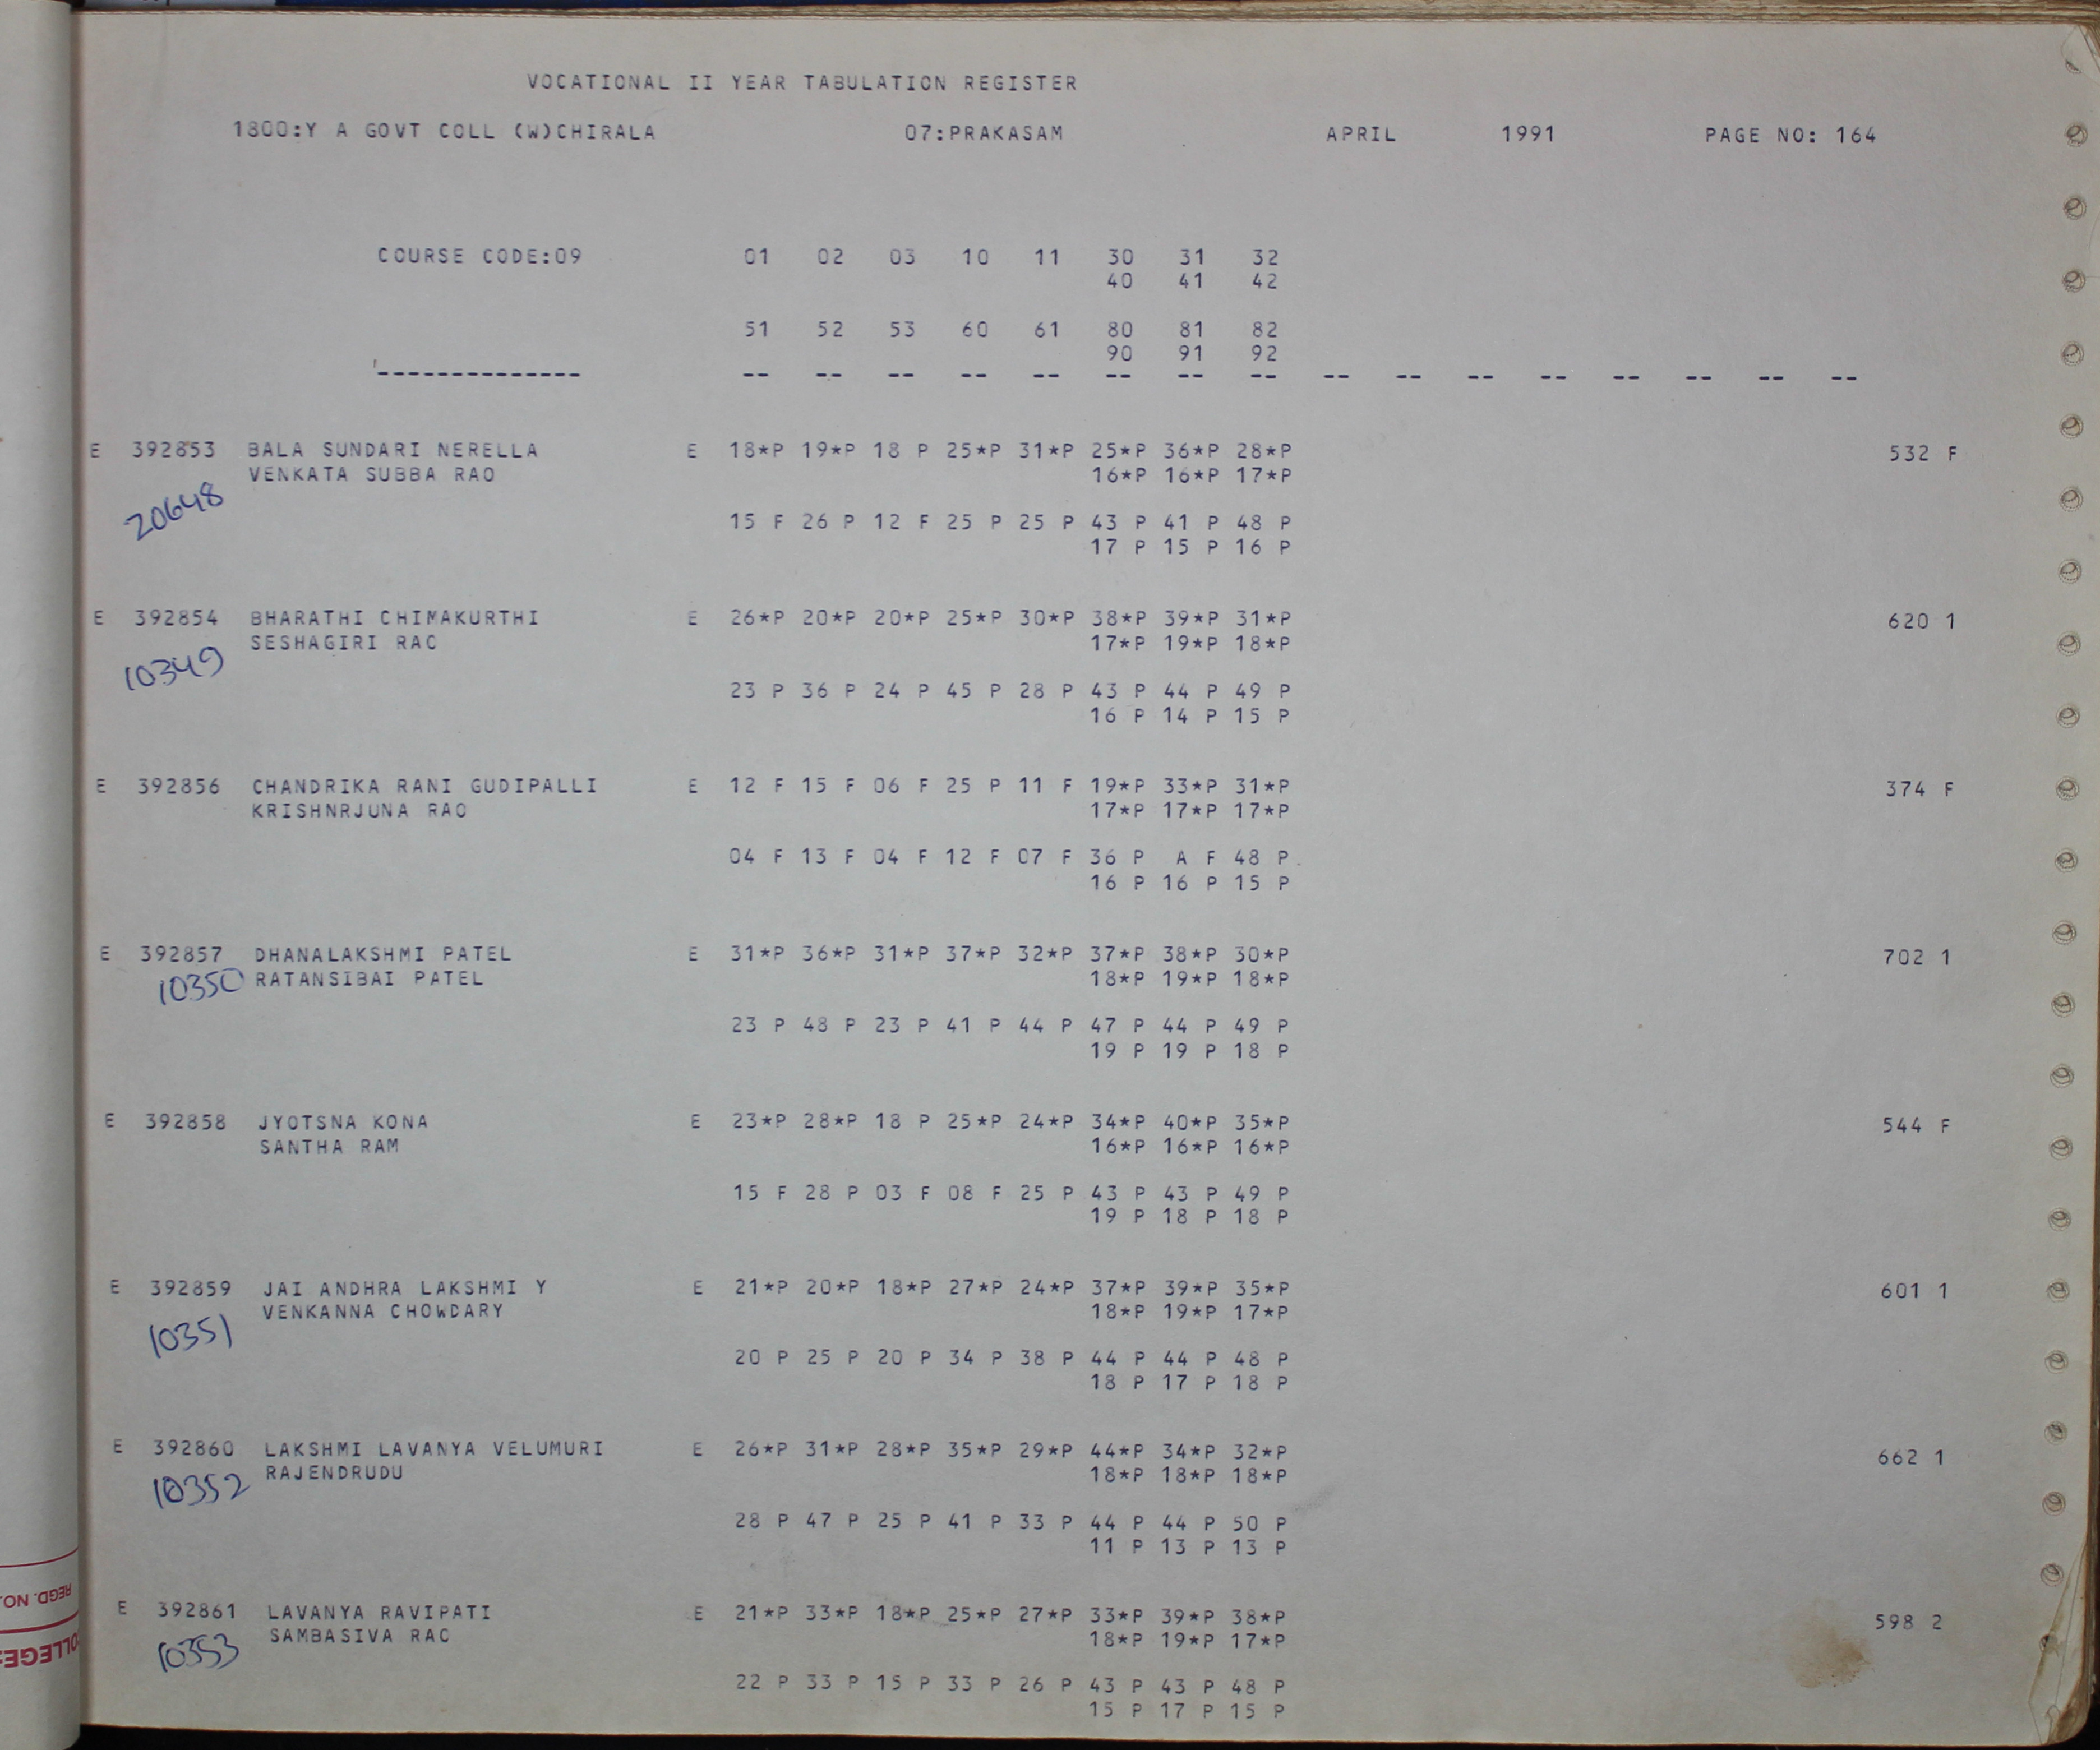 VOCATIONAL II YEAR TABULATION REGISTER
1800:Y A GOVT COLL (W)CHIRALA 07:PRAKASAM APRIL 1991 PAGE NO: 164
COURSE CODE:09 01 02 03 10 11 30 31 32
40 41 42
51 52 53 60 61 80 81 82
90 91 92
-------------- -- -- -- -- -- -- -- -- -- -- -- -- -- -- -- --
E 392853 BALA SUNDARI NERELLA E 18*P 19*P 18 P 25*P 31*P 25*P 36*P 28*P 532 F
VENKATA SUBBA RAO 16*P 16*P 17*P
20648
15 F 26 P 12 F 25 P 25 P 43 P 41 P 48 P
17 P 15 P 16 P
E 392854 BHARATHI CHIMAKURTHI E 26*P 20*P 20*P 25*P 30*P 38*P 39*P 31*P 620 1
SESHAGIRI RAO 17*P 19*P 18*P
10349
23 P 36 P 24 P 45 P 28 P 43 P 44 P 49 P
16 P 14 P 15 P
E 392856 CHANDRIKA RANI GUDIPALLI E 12 F 15 F 06 F 25 P 11 F 19*P 33*P 31*P 374 F
KRISHNRJUNA RAO 17*P 17*P 17*P
04 F 13 F 04 F 12 F 07 F 36 P A F 48 P
16 P 16 P 15 P
E 392857 DHANALAKSHMI PATEL E 31*P 36*P 31*P 37*P 32*P 37*P 38*P 30*P 702 1
10350 RATANSIBAI PATEL 18*P 19*P 18*P
23 P 48 P 23 P 41 P 44 P 47 P 44 P 49 P
19 P 19 P 18 P
E 392858 JYOTSNA KONA E 23*P 28*P 18 P 25*P 24*P 34*P 40*P 35*P 544 F
SANTHA RAM 16*P 16*P 16*P
15 F 28 P 03 F 08 F 25 P 43 P 43 P 49 P
19 P 18 P 18 P
E 392859 JAI ANDHRA LAKSHMI Y E 21*P 20*P 18*P 27*P 24*P 37*P 39*P 35*P 601 1
VENKANNA CHOWDARY 18*P 19*P 17*P
10351
20 P 25 P 20 P 34 P 38 P 44 P 44 P 48 P
18 P 17 P 18 P
E 392860 LAKSHMI LAVANYA VELUMURI E 26*P 31*P 28*P 35*P 29*P 44*P 34*P 32*P 662 1
10352 RAJENDRUDU 18*P 18*P 18*P
28 P 47 P 25 P 41 P 33 P 44 P 44 P 50 P
11 P 13 P 13 P
E 392861 LAVANYA RAVIPATI E 21*P 33*P 18*P 25*P 27*P 33*P 39*P 38*P 598 2
SAMBASIVA RAO 18*P 19*P 17*P
10353
22 P 33 P 15 P 33 P 26 P 43 P 43 P 48 P
15 P 17 P 15 P
REGD. NO.